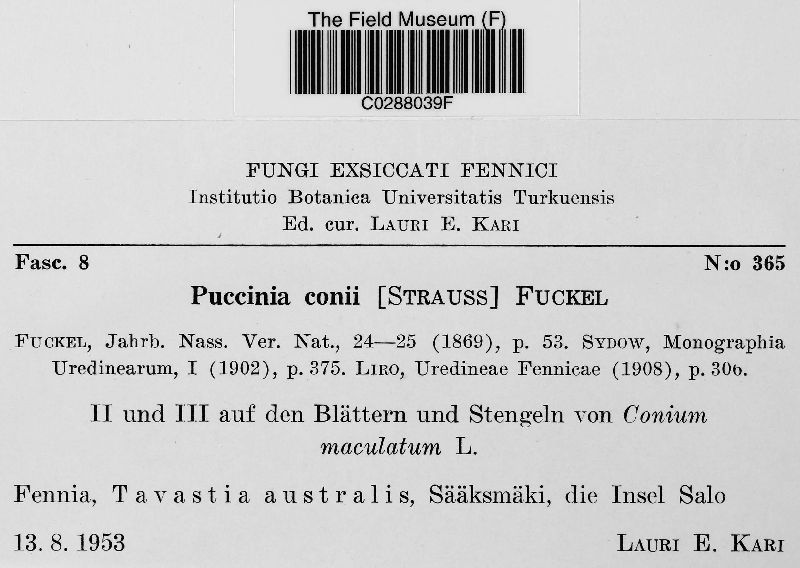 The Field Museum (F)
C0288039F
FUNGI EXSICCATI FENNICI
Institutio Botanica Universitatis Turkuensis
Ed. cur. LAURI E. KARI
Fasc. 8 N:o 365
Puccinia conii [STRAUSS] FUCKEL
FUCKEL, Jahrb. Nass. Ver. Nat., 24—25 (1869), p. 53. SYDOW, Monographia
Uredinearum, I (1902), p. 375. LIRO, Uredineae Fennicae (1908), p. 306.
II und III auf den Blättern und Stengeln von Conium
maculatum L.
Fennia, Tavastia australis, Sääksmäki, die Insel Salo
13. 8. 1953 LAURI E. KARI